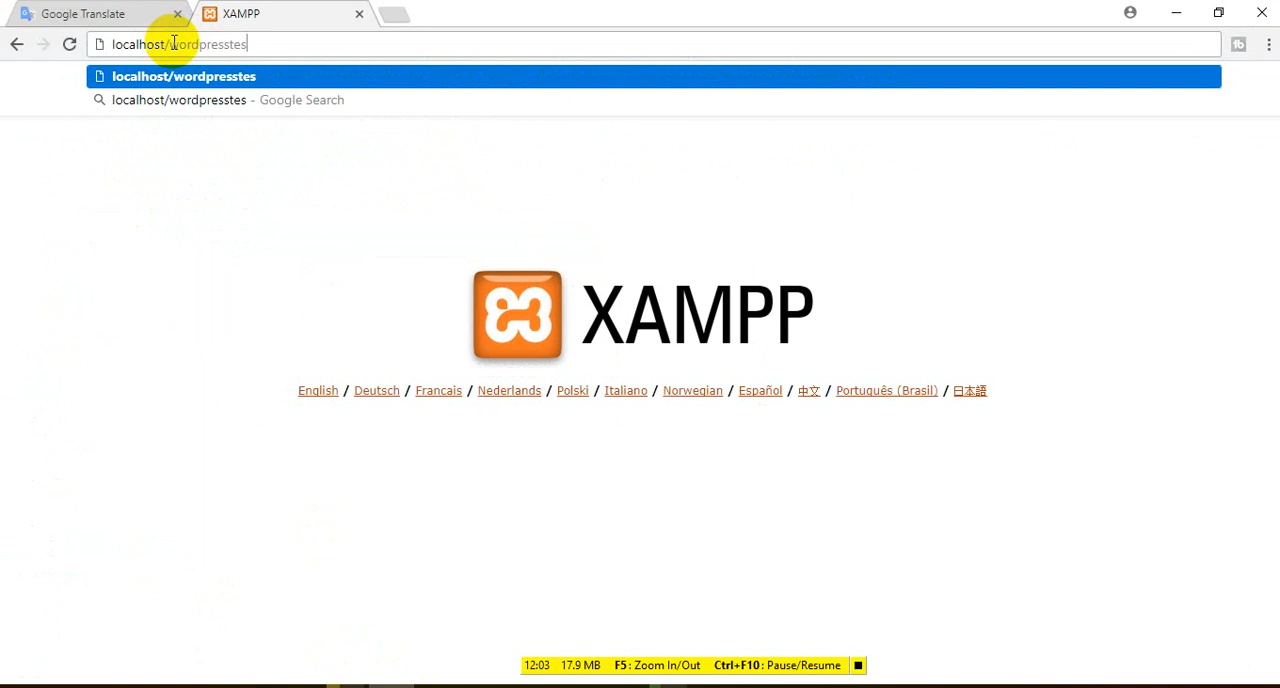 Google Translate
XAMPP
localhost/wordpresstes
localhost/wordpresstes
localhost/wordpresstes - Google Search
XAMPP
English / Deutsch / Francais / Nederlands / Polski / Italiano / Norwegian / Español / 中文 / Português (Brasil) / 日本語
12:03 17.9 MB F5: Zoom In/Out Ctrl+F10: Pause/Resume